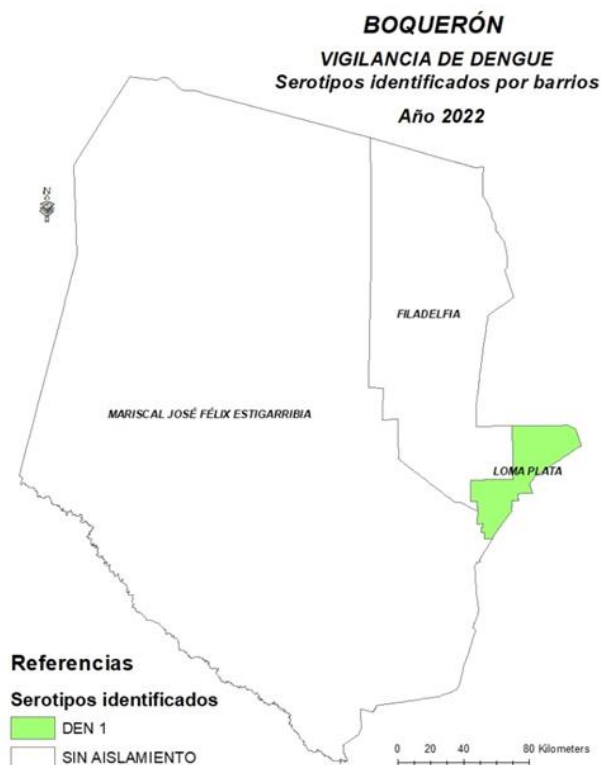 BOQUERÓN
VIGILANCIA DE DENGUE
Serotipos identificados por barrios
Año 2022
N
FILADELFIA
MARISCAL JOSÉ FÉLIX ESTIGARRIBIA
LOMA PLATA
Referencias
Serotipos identificados
DEN 1
SIN AISLAMIENTO
0 20 40 80 Kilometers